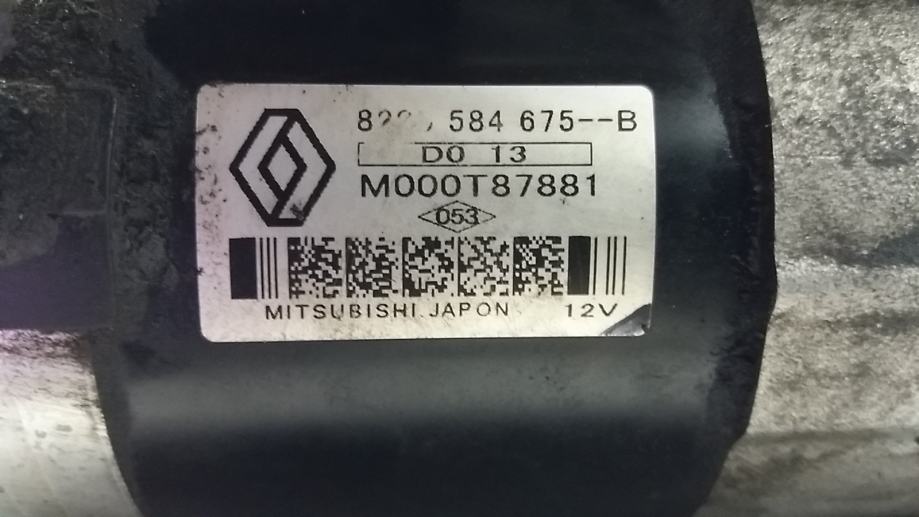 584 675--B
D0 13
M000T87881
053
MITSUBISHI JAPON 12V